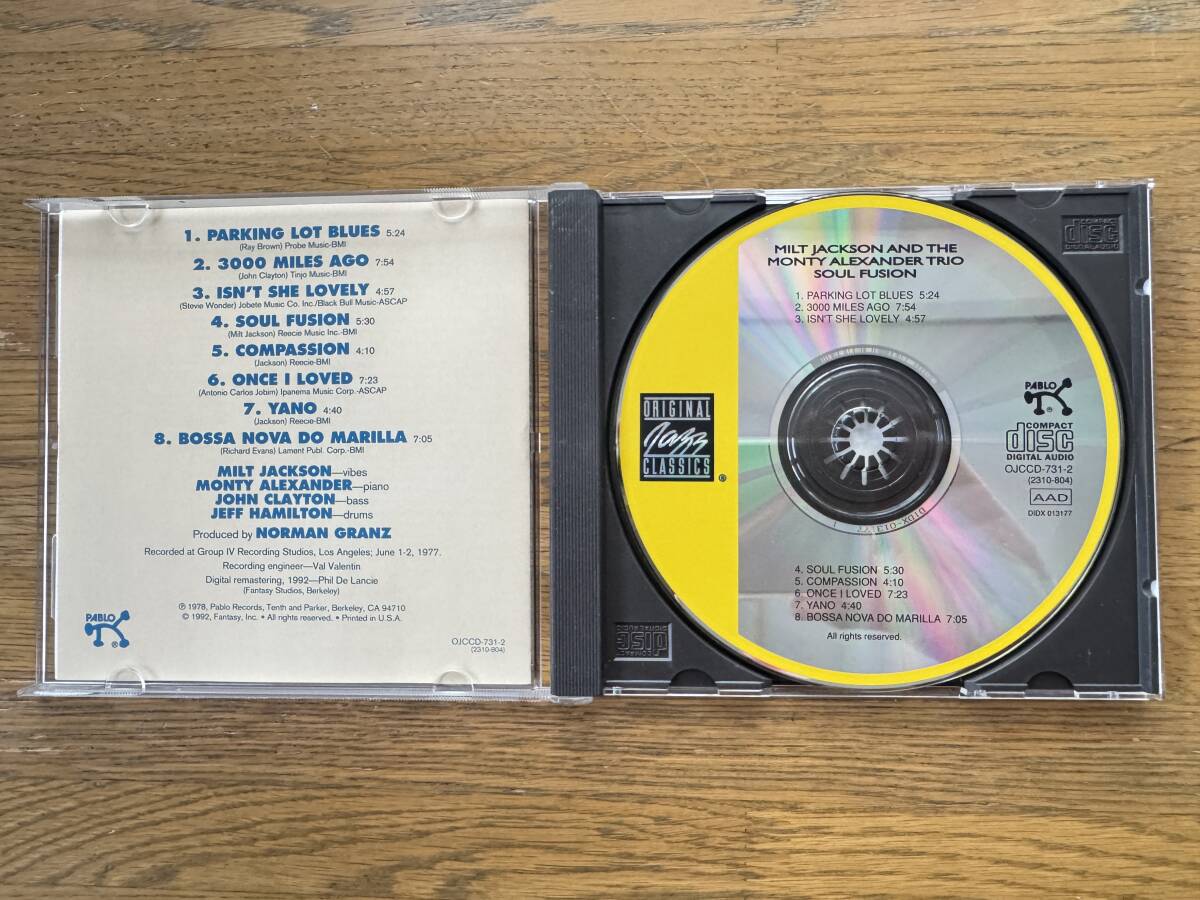 1. PARKING LOT BLUES 5:24
(Ray Brown) Probe Music-BMI
2. 3000 MILES AGO 7:54
(John Clayton) Tinjo Music-BMI
3. ISN'T SHE LOVELY 4:57
(Stevie Wonder) Jobete Music Co. Inc./Black Bull Music-ASCAP
4. SOUL FUSION 5:30
(Milt Jackson) Reecie Music Inc.-BMI
5. COMPASSION 4:10
(Jackson) Reecie-BMI
6. ONCE I LOVED 7:23
(Antonio Carlos Jobim) Ipanema Music Corp.-ASCAP
7. YANO 4:40
(Jackson) Reecie-BMI
8. BOSSA NOVA DO MARILLA 7:05
(Richard Evans) Lament Publ. Corp.-BMI
MILT JACKSON—vibes
MONTY ALEXANDER—piano
JOHN CLAYTON—bass
JEFF HAMILTON—drums
Produced by NORMAN GRANZ
Recorded at Group IV Recording Studios, Los Angeles; June 1-2, 1977.
Recording engineer—Val Valentin
Digital remastering, 1992—Phil De Lancie
(Fantasy Studios, Berkeley)
℗ 1978, Pablo Records, Tenth and Parker, Berkeley, CA 94710
© 1992, Fantasy, Inc. • All rights reserved. • Printed in U.S.A.
PABLO
®
OJCCD-731-2
(2310-804)
MILT JACKSON AND THE
MONTY ALEXANDER TRIO
SOUL FUSION
1. PARKING LOT BLUES 5:24
2. 3000 MILES AGO 7:54
3. ISN'T SHE LOVELY 4:57
ORIGINAL
Jazz
CLASSICS
®
PABLO
®
COMPACT
disc
DIGITAL AUDIO
OJCCD-731-2
(2310-804)
AAD
DIDX 013177
4. SOUL FUSION 5:30
5. COMPASSION 4:10
6. ONCE I LOVED 7:23
7. YANO 4:40
8. BOSSA NOVA DO MARILLA 7:05
All rights reserved.
COMPACT
disc
DIGITAL AUDIO
COMPACT
disc
DIGITAL AUDIO